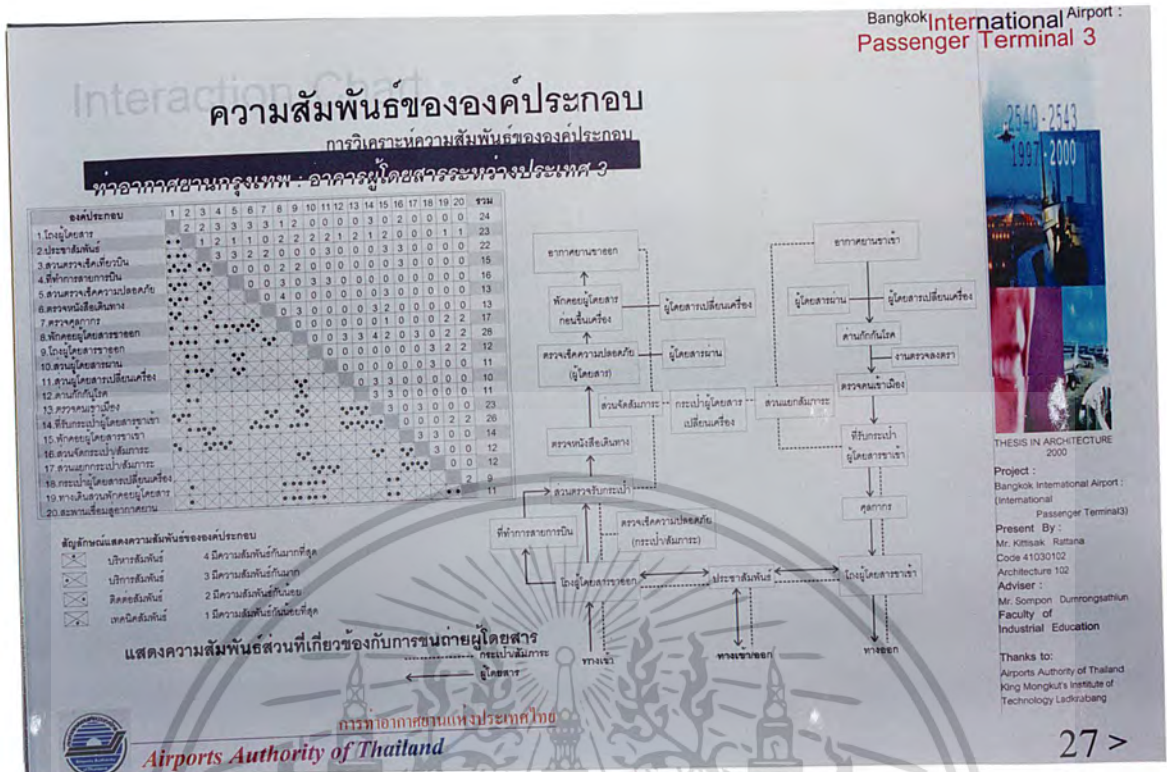 Bangkok International Airport :
Passenger Terminal 3
Interaction Chart
ความสัมพันธ์ขององค์ประกอบ
การวิเคราะห์ความสัมพันธ์ขององค์ประกอบ
ท่าอากาศยานกรุงเทพ : อาคารผู้โดยสารระหว่างประเทศ 3
องค์ประกอบ 1 2 3 4 5 6 7 8 9 10 11 12 13 14 15 16 17 18 19 20 รวม
1.โถงผู้โดยสาร
2.ประชาสัมพันธ์
3.ส่วนตรวจเช็คเที่ยวบิน
4.ที่ทำการสายการบิน
5.ส่วนตรวจเช็คความปลอดภัย
6.ตรวจหนังสือเดินทาง
7.ตรวจศุลกากร
8.พักคอยผู้โดยสารขาออก
9.โถงผู้โดยสารขาออก
10.ส่วนผู้โดยสารผ่าน
11.ส่วนผู้โดยสารเปลี่ยนเครื่อง
12.ด่านกักกันโรค
13.ตรวจคนเข้าเมือง
14.ที่รับกระเป๋าผู้โดยสารขาเข้า
15.พักคอยผู้โดยสารขาเข้า
16.ส่วนจัดกระเป๋า/สัมภาระ
17.ส่วนแยกกระเป๋า/สัมภาระ
18.กระเป๋าผู้โดยสารเปลี่ยนเครื่อง
19.ทางเดินส่วนพักคอยผู้โดยสาร
20.สะพานเชื่อมสู่อากาศยาน
24
23
22
15
16
13
13
17
26
12
11
10
11
23
26
14
12
12
9
11
สัญลักษณ์แสดงความสัมพันธ์ขององค์ประกอบ
บริหารสัมพันธ์ 4 มีความสัมพันธ์กันมากที่สุด
บริการสัมพันธ์ 3 มีความสัมพันธ์กันมาก
ติดต่อสัมพันธ์ 2 มีความสัมพันธ์กันน้อย
เทคนิคสัมพันธ์ 1 มีความสัมพันธ์กันน้อยที่สุด
แสดงความสัมพันธ์ส่วนที่เกี่ยวข้องกับการขนถ่ายผู้โดยสาร
กระเป๋า/สัมภาระ
ผู้โดยสาร
อากาศยานขาออก
พักคอยผู้โดยสาร
ก่อนขึ้นเครื่อง
ผู้โดยสารเปลี่ยนเครื่อง
ตรวจเช็คความปลอดภัย
(ผู้โดยสาร)
ผู้โดยสารผ่าน
ส่วนจัดสัมภาระ
กระเป๋าผู้โดยสาร
เปลี่ยนเครื่อง
ส่วนแยกสัมภาระ
ตรวจหนังสือเดินทาง
ส่วนตรวจรับกระเป๋า
ที่ทำการสายการบิน
ตรวจเช็คความปลอดภัย
(กระเป๋า/สัมภาระ)
โถงผู้โดยสารขาออก
ประชาสัมพันธ์
โถงผู้โดยสารขาเข้า
ทางเข้า
ทางเข้า/ออก
ทางออก
อากาศยานขาเข้า
ผู้โดยสารผ่าน
ผู้โดยสารเปลี่ยนเครื่อง
ด่านกักกันโรค
งานตรวจลงตรา
ตรวจคนเข้าเมือง
ที่รับกระเป๋า
ผู้โดยสารขาเข้า
ศุลกากร
2540 - 2543
1997 - 2000
THESIS IN ARCHITECTURE
2000
Project :
Bangkok International Airport :
(International
Passenger Terminal3)
Present By :
Mr. Kittisak Rattana
Code 41030102
Architecture 102
Adviser :
Mr. Sompon Dumrongsathiun
Faculty of
Industrial Education
Thanks to:
Airports Authority of Thailand
King Mongkut's Institute of
Technology Ladkrabang
การท่าอากาศยานแห่งประเทศไทย
Airports Authority of Thailand
27 >